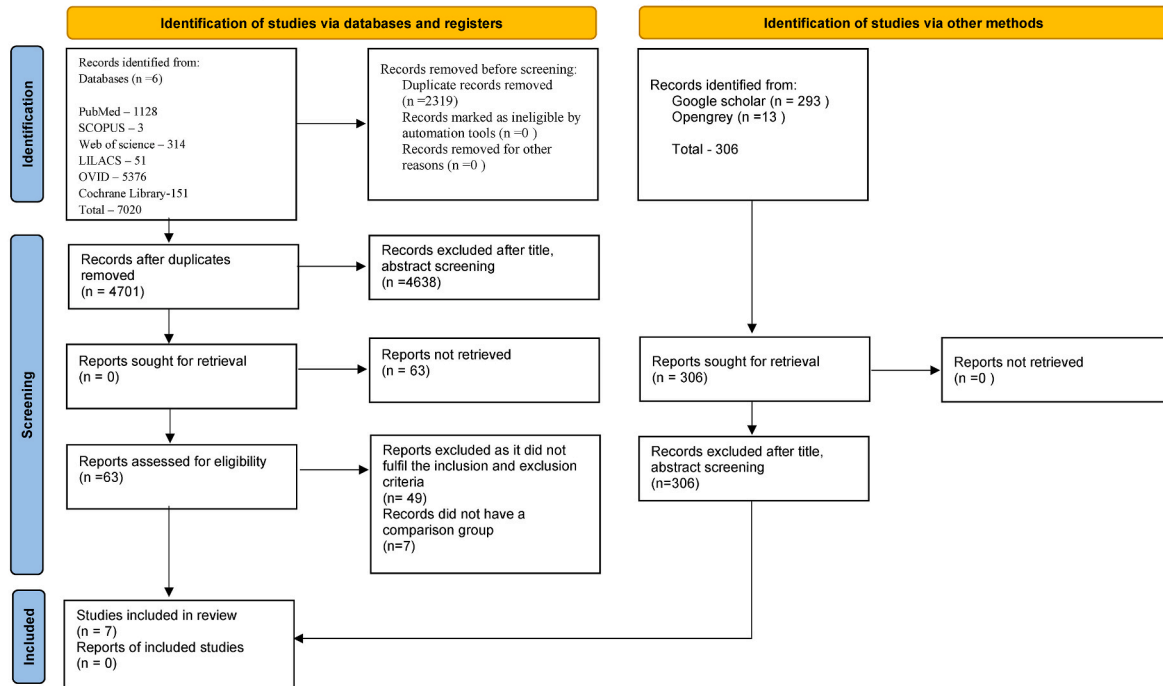 Identification of studies via databases and registers
Identification of studies via other methods
Identification
Records identified from:
Databases (n =6)
PubMed – 1128
SCOPUS – 3
Web of science – 314
LILACS – 51
OVID – 5376
Cochrane Library-151
Total – 7020
Records removed before screening:
Duplicate records removed
(n =2319)
Records marked as ineligible by
automation tools (n =0 )
Records removed for other
reasons (n =0 )
Records identified from:
Google scholar (n = 293 )
Opengrey (n =13 )
Total - 306
Screening
Records after duplicates
removed
(n = 4701)
Records excluded after title,
abstract screening
(n =4638)
Reports sought for retrieval
(n = 0)
Reports not retrieved
(n = 63)
Reports sought for retrieval
(n = 306)
Reports not retrieved
(n =0 )
Reports assessed for eligibility
(n =63)
Reports excluded as it did not
fulfil the inclusion and exclusion
criteria
(n= 49)
Records did not have a
comparison group
(n=7)
Records excluded after title,
abstract screening
(n=306)
Included
Studies included in review
(n = 7)
Reports of included studies
(n = 0)